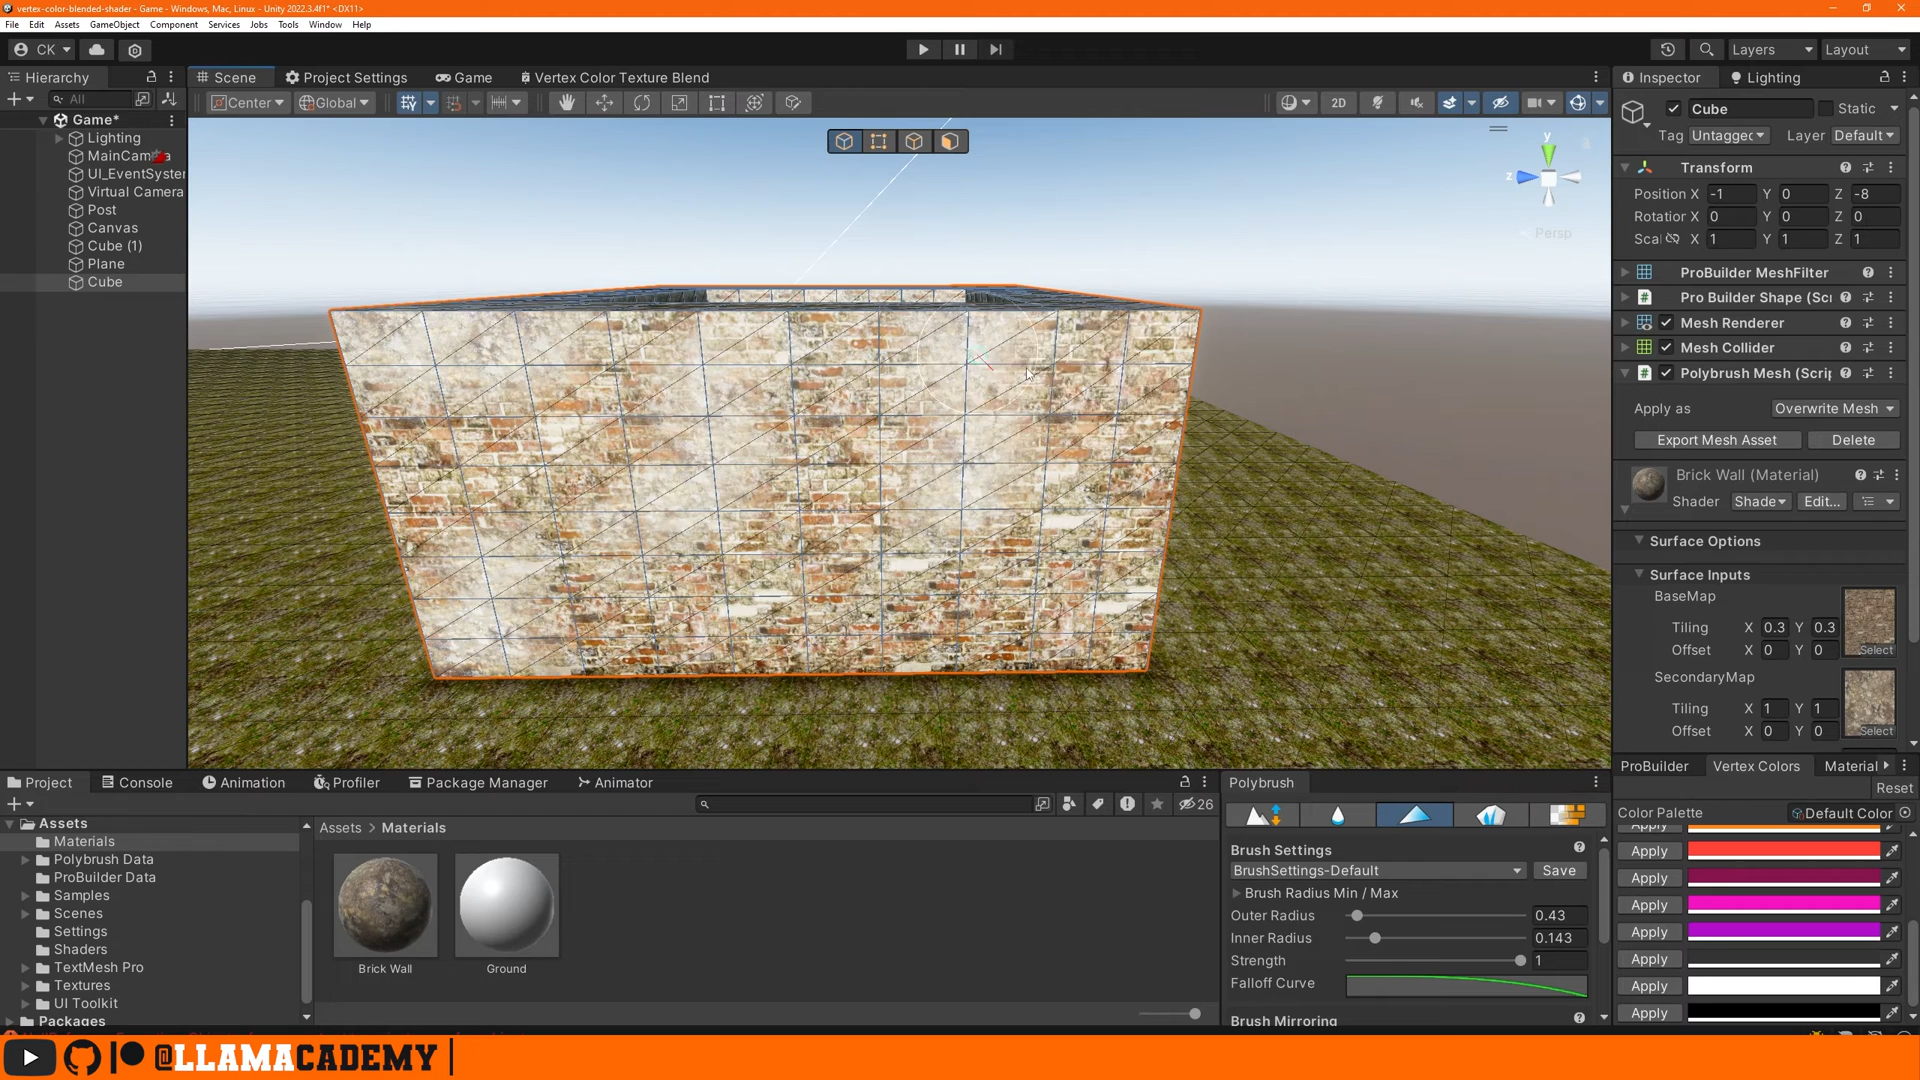 vertex-color-blended-shader - Game - Windows, Mac, Linux - Unity 2022.3.4f1* <DX11>
File Edit Assets GameObject Component Services Jobs Tools Window Help
CK Layers Layout
Hierarchy
Scene Project Settings Game Vertex Color Texture Blend
Inspector Lighting
All
Center Global 2D
Cube Static
Tag Untagged Layer Default
Game*
Lighting
MainCam a
UI_EventSyster
Virtual Camera
Post
Canvas
Cube (1)
Plane
Cube
y
z
Persp
Transform
Position X -1 Y 0 Z -8
Rotation X 0 Y 0 Z 0
Scal X 1 Y 1 Z 1
ProBuilder MeshFilter
Pro Builder Shape (Scri
Mesh Renderer
Mesh Collider
Polybrush Mesh (Scrip
Apply as Overwrite Mesh
Export Mesh Asset Delete
Brick Wall (Material)
Shader Shade Edit...
Surface Options
Surface Inputs
BaseMap
Tiling X 0.3 Y 0.3
Offset X 0 Y 0 Select
SecondaryMap
Tiling X 1 Y 1
Offset X 0 Y 0 Select
ProBuilder Vertex Colors Material
Reset
Color Palette Default Color
Apply
Apply
Apply
Apply
Apply
Apply
Apply
Apply
Project Console Animation Profiler Package Manager Animator
26
Assets
Materials
Polybrush Data
ProBuilder Data
Samples
Scenes
Settings
Shaders
TextMesh Pro
Textures
UI Toolkit
Packages
Assets > Materials
Brick Wall
Ground
Polybrush
Brush Settings
BrushSettings-Default Save
Brush Radius Min / Max
Outer Radius 0.43
Inner Radius 0.143
Strength 1
Falloff Curve
Brush Mirroring
@LLAMACADEMY